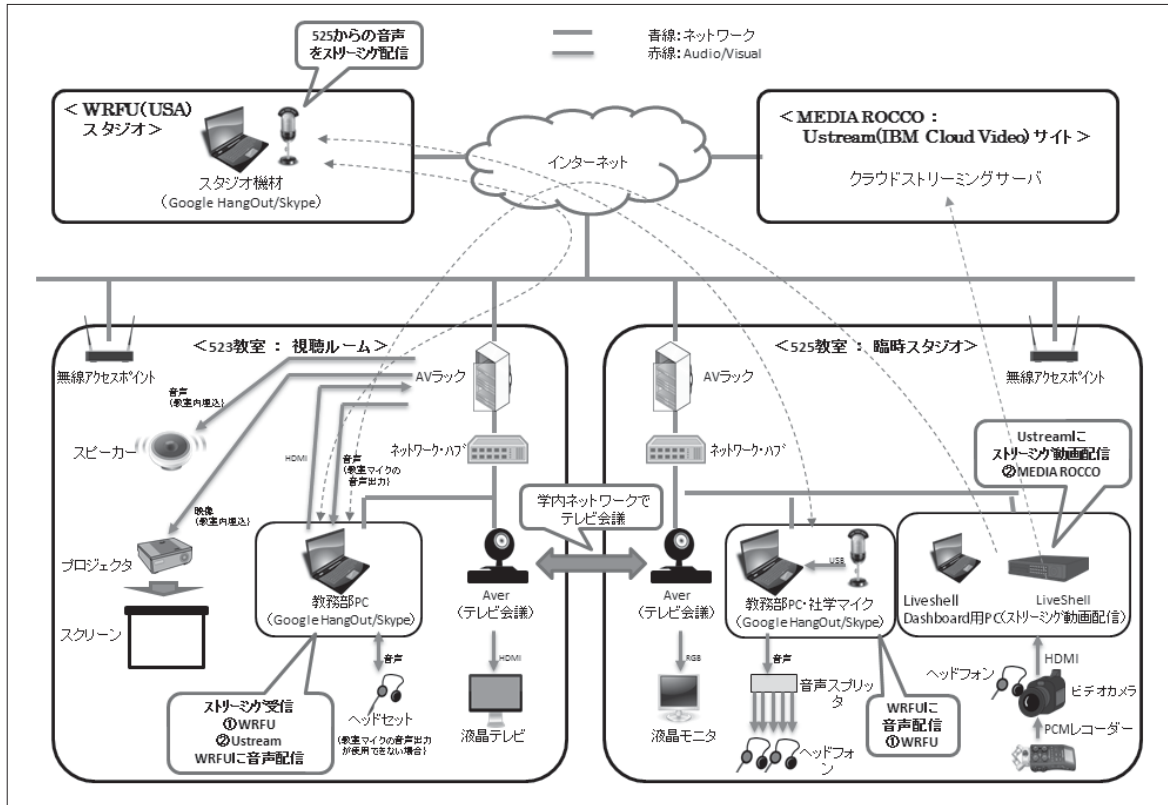 525からの音声
をストリーミング配信
青線:ネットワーク
赤線:Audio/Visual
<WRFU(USA)
スタジオ>
スタジオ機材
(Google HangOut/Skype)
インターネット
<MEDIA ROCCO:
Ustream(IBM Cloud Video)サイト>
クラウドストリーミングサーバ
<523教室 : 視聴ルーム>
無線アクセスポイント
AVラック
音声
(教室内埋込}
スピーカー
HDMI
音声
(教室マイクの
音声出力}
ネットワーク・ハブ
映像
(教室内埋込}
プロジェクタ
スクリーン
教務部PC
(Google HangOut/Skype)
Aver
(テレビ会議)
音声
HDMI
ヘッドセット
(教室マイクの音声出力
が使用できない場合}
液晶テレビ
ストリーミング受信
①WRFU
②Ustream
WRFUに音声配信
学内ネットワークで
テレビ会議
<525教室 : 臨時スタジオ>
AVラック
無線アクセスポイント
ネットワーク・ハブ
Ustreamに
ストリーミング動画配信
②MEDIA ROCCO
Aver
(テレビ会議)
USB
教務部PC・社学マイク
(Google HangOut/Skype)
Liveshell
Dashboard用PC
LiveShell
(ストリーミング動画配信)
RGB
液晶モニタ
音声
音声スプリッ
タ
ヘッドフォ
ン
WRFUに
音声配信
①WRFU
ヘッドフォン
HDMI
ビデオカメラ
PCMレコーダー